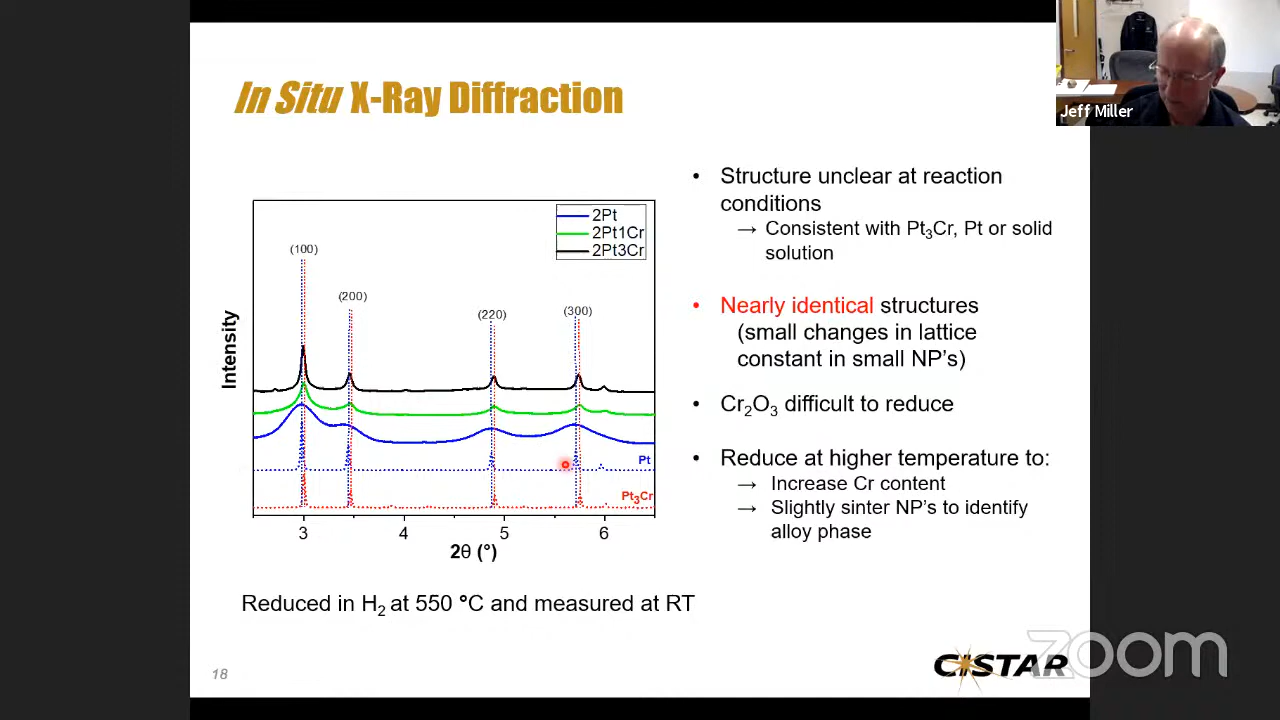 In Situ X-Ray Diffraction
Jeff Miller
2Pt
2Pt1Cr
2Pt3Cr
(100)
(200)
(220)
(300)
Intensity
Pt
Pt₃Cr
3 4 5 6
2θ (°)
Reduced in H₂ at 550 °C and measured at RT
• Structure unclear at reaction
conditions
→ Consistent with Pt₃Cr, Pt or solid
solution
• Nearly identical structures
(small changes in lattice
constant in small NP's)
• Cr₂O₃ difficult to reduce
• Reduce at higher temperature to:
→ Increase Cr content
→ Slightly sinter NP's to identify
alloy phase
18
CISTAR
zoom